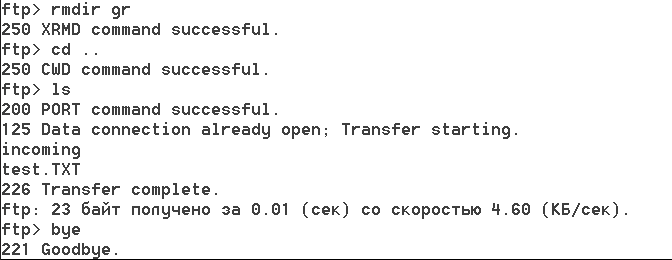 ftp> rmdir gr
250 XRMD command successful.
ftp> cd ..
250 CWD command successful.
ftp> ls
200 PORT command successful.
125 Data connection already open; Transfer starting.
incoming
test.TXT
226 Transfer complete.
ftp: 23 байт получено за 0.01 (сек) со скоростью 4.60 (КБ/сек).
ftp> bye
221 Goodbye.